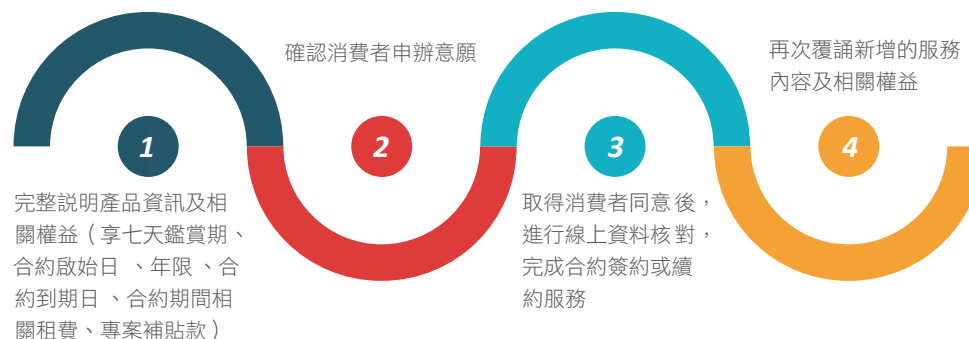 1
完整説明產品資訊及相
關權益（享七天鑑賞期、
合約啟始日、年限、合
約到期日、合約期間相
關租費、專案補貼款）
確認消費者申辦意願
2
3
取得消費者同意後，
進行線上資料核對，
完成合約簽約或續
約服務
再次覆誦新增的服務
內容及相關權益
4